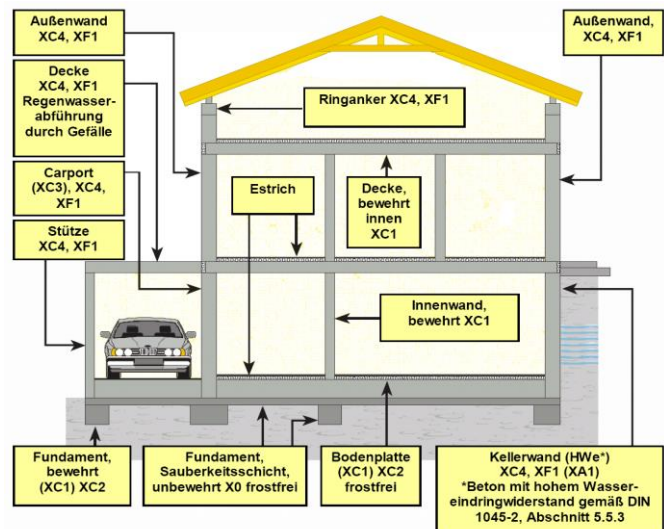 Außenwand
XC4, XF1
Decke
XC4, XF1
Regenwasser-
abführung
durch Gefälle
Carport
(XC3), XC4,
XF1
Stütze
XC4, XF1
Ringanker XC4, XF1
Estrich
Decke,
bewehrt
innen
XC1
Innenwand,
bewehrt XC1
Außenwand,
XC4, XF1
Fundament,
bewehrt
(XC1) XC2
Fundament,
Sauberkeitsschicht,
unbewehrt X0 frostfrei
Bodenplatte
(XC1) XC2
frostfrei
Kellerwand (HWe*)
XC4, XF1 (XA1)
*Beton mit hohem Wasser-
eindringwiderstand gemäß DIN
1045-2, Abschnitt 5.5.3